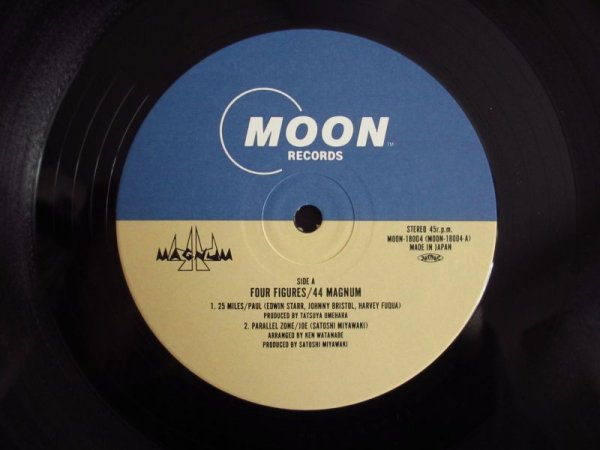 MOON TM
RECORDS
STEREO 45r.p.m.
MOON-18004 (MOON-18004-A)
MADE IN JAPAN
44
MAGNUM
SIDE A
FOUR FIGURES/44 MAGNUM
1. 25 MILES/PAUL (EDWIN STARR, JOHNNY BRISTOL, HARVEY FUQUA)
PRODUCED BY TATSUYA UMEHARA
2. PARALLEL ZONE/JOE (SATOSHI MIYAWAKI)
ARRANGED BY KEN WATANABE
PRODUCED BY SATOSHI MIYAWAKI